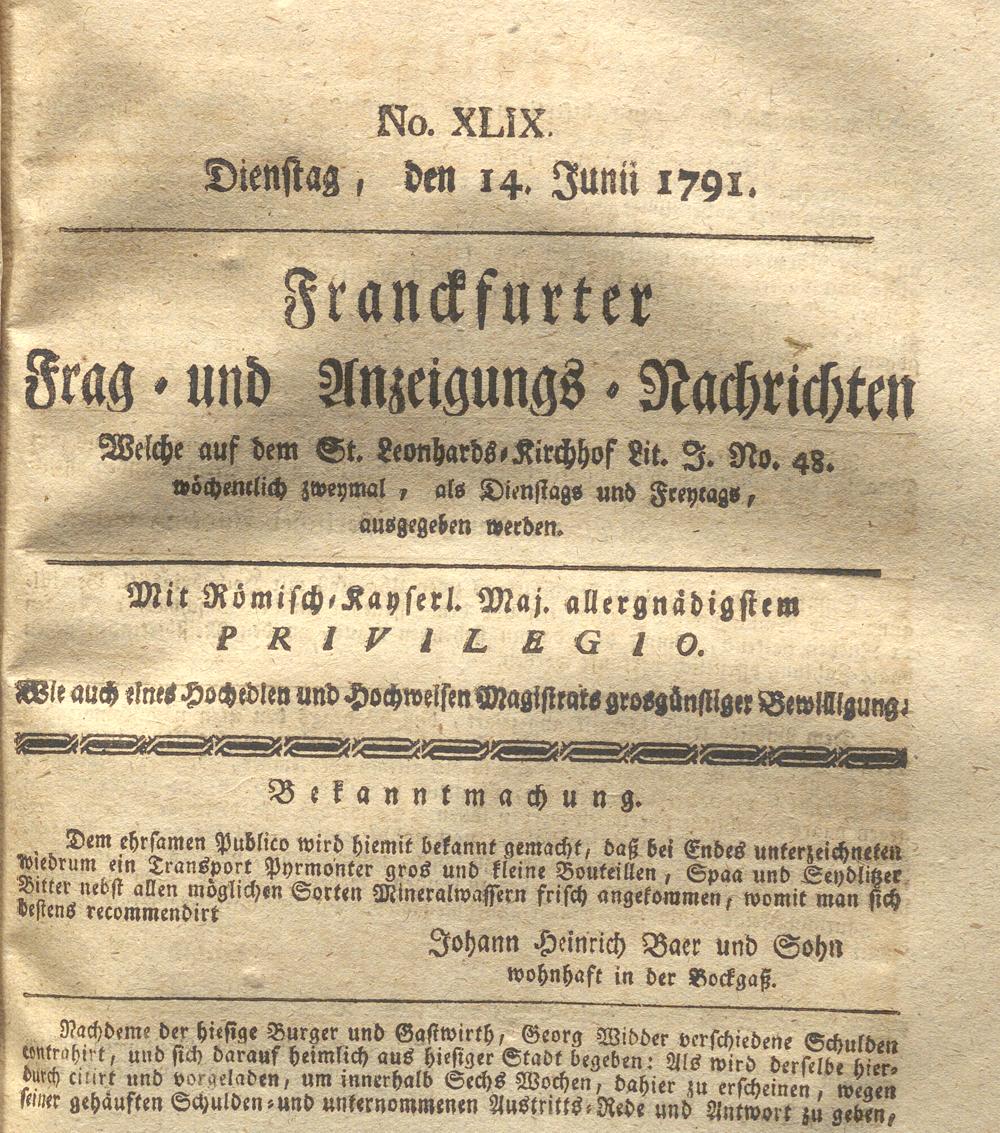 No. XLIX.
Dienſtag, den 14. Junii 1791.
Franckfurter
Frag- und Anzeigungs-Nachrichten
Welche auf dem St. Leonhards-Kirchhof Lit. J. No. 48.
wöchentlich zweymal, als Dienſtags und Freytags,
ausgegeben werden.
Mit Römiſch-Kayſerl. Maj. allergnädigſtem
PRIVILEGIO.
Wie auch eines Hochedlen und Hochweiſen Magiſtrats grosgünſtiger Bewilligung.
Bekanntmachung.
Dem ehrſamen Publico wird hiemit bekannt gemacht, daß bei Endes unterzeichneten
wiedrum ein Transport Pyrmonter gros und kleine Bouteillen, Spaa und Seydlitzer
Bitter nebſt allen möglichen Sorten Mineralwaſſern friſch angekommen, womit man ſich
beſtens recommendirt
Johann Heinrich Baer und Sohn
wohnhaft in der Bockgaß.
Nachdeme der hieſige Burger und Gaſtwirth, Georg Widder verſchiedene Schulden
contrahirt, und ſich darauf heimlich aus hieſiger Stadt begeben: Als wird derſelbe hier-
durch citirt und vorgeladen, um innerhalb Sechs Wochen, dahier zu erſcheinen, wegen
ſeiner gehäuften Schulden-und unternommenen Austritts-Rede und Antwort zu geben,